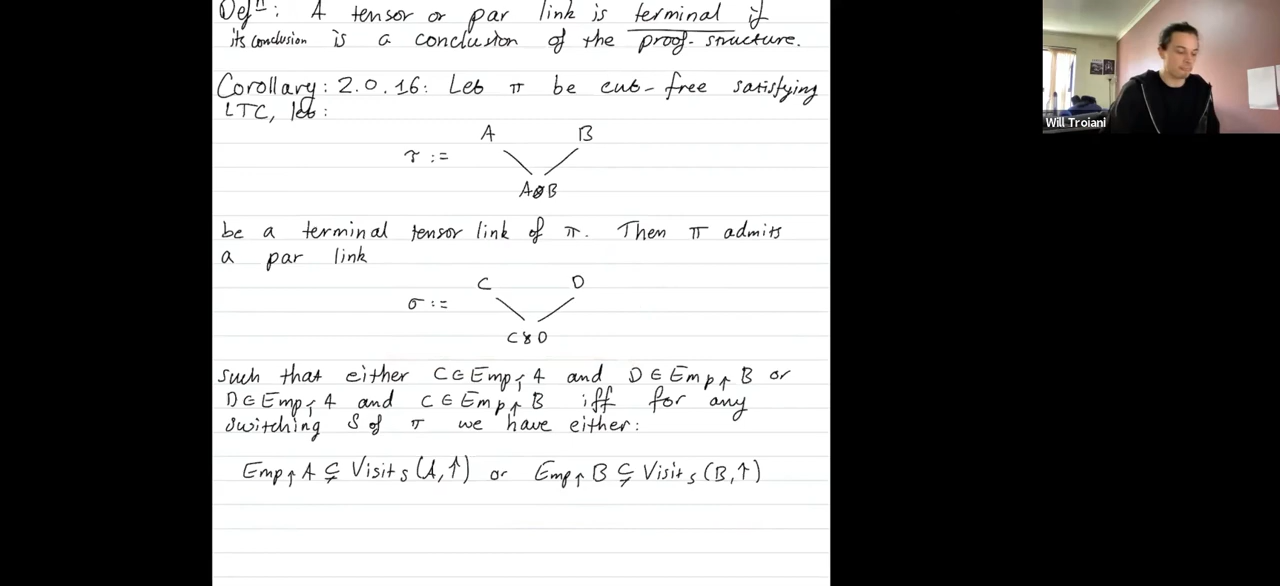 Defⁿ: A tensor or par link is terminal if
its conclusion is a conclusion of the proof-structure.
Corollary: 2.0.16: Let π be cut-free satisfying
LTC, let:
A B
τ :=
A⊗B
be a terminal tensor link of π. Then π admits
a par link
C D
σ :=
C⅋D
such that either C∈Emp↑A and D∈Emp↑B or
D∈Emp↑A and C∈Emp↑B iff for any
switching S of π we have either:
Emp↑A ⊊ Visits(A,↑) or Emp↑B ⊊ Visits(B,↑)
Will Troiani